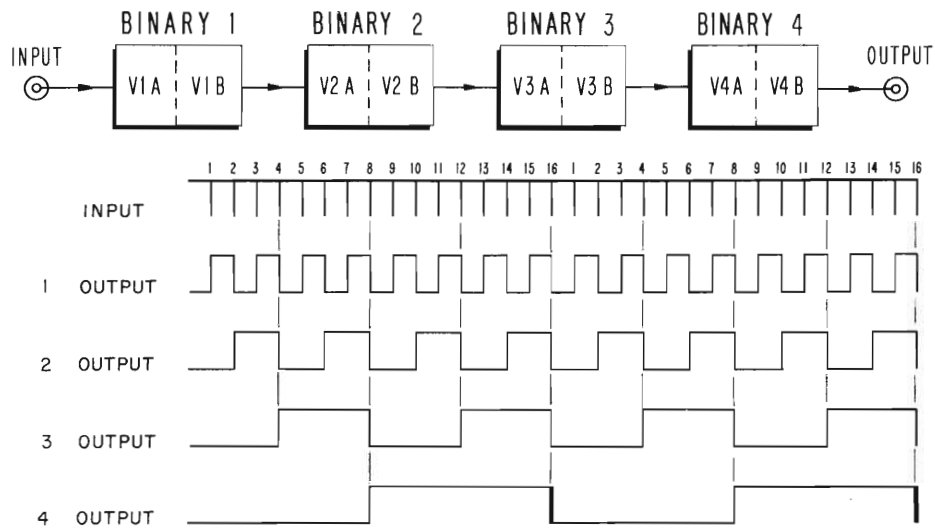 BINARY 1 BINARY 2 BINARY 3 BINARY 4
INPUT OUTPUT
V1A V1B V2A V2B V3A V3B V4A V4B
1 2 3 4 5 6 7 8 9 10 11 12 13 14 15 16 1 2 3 4 5 6 7 8 9 10 11 12 13 14 15 16
INPUT
1 OUTPUT
2 OUTPUT
3 OUTPUT
4 OUTPUT